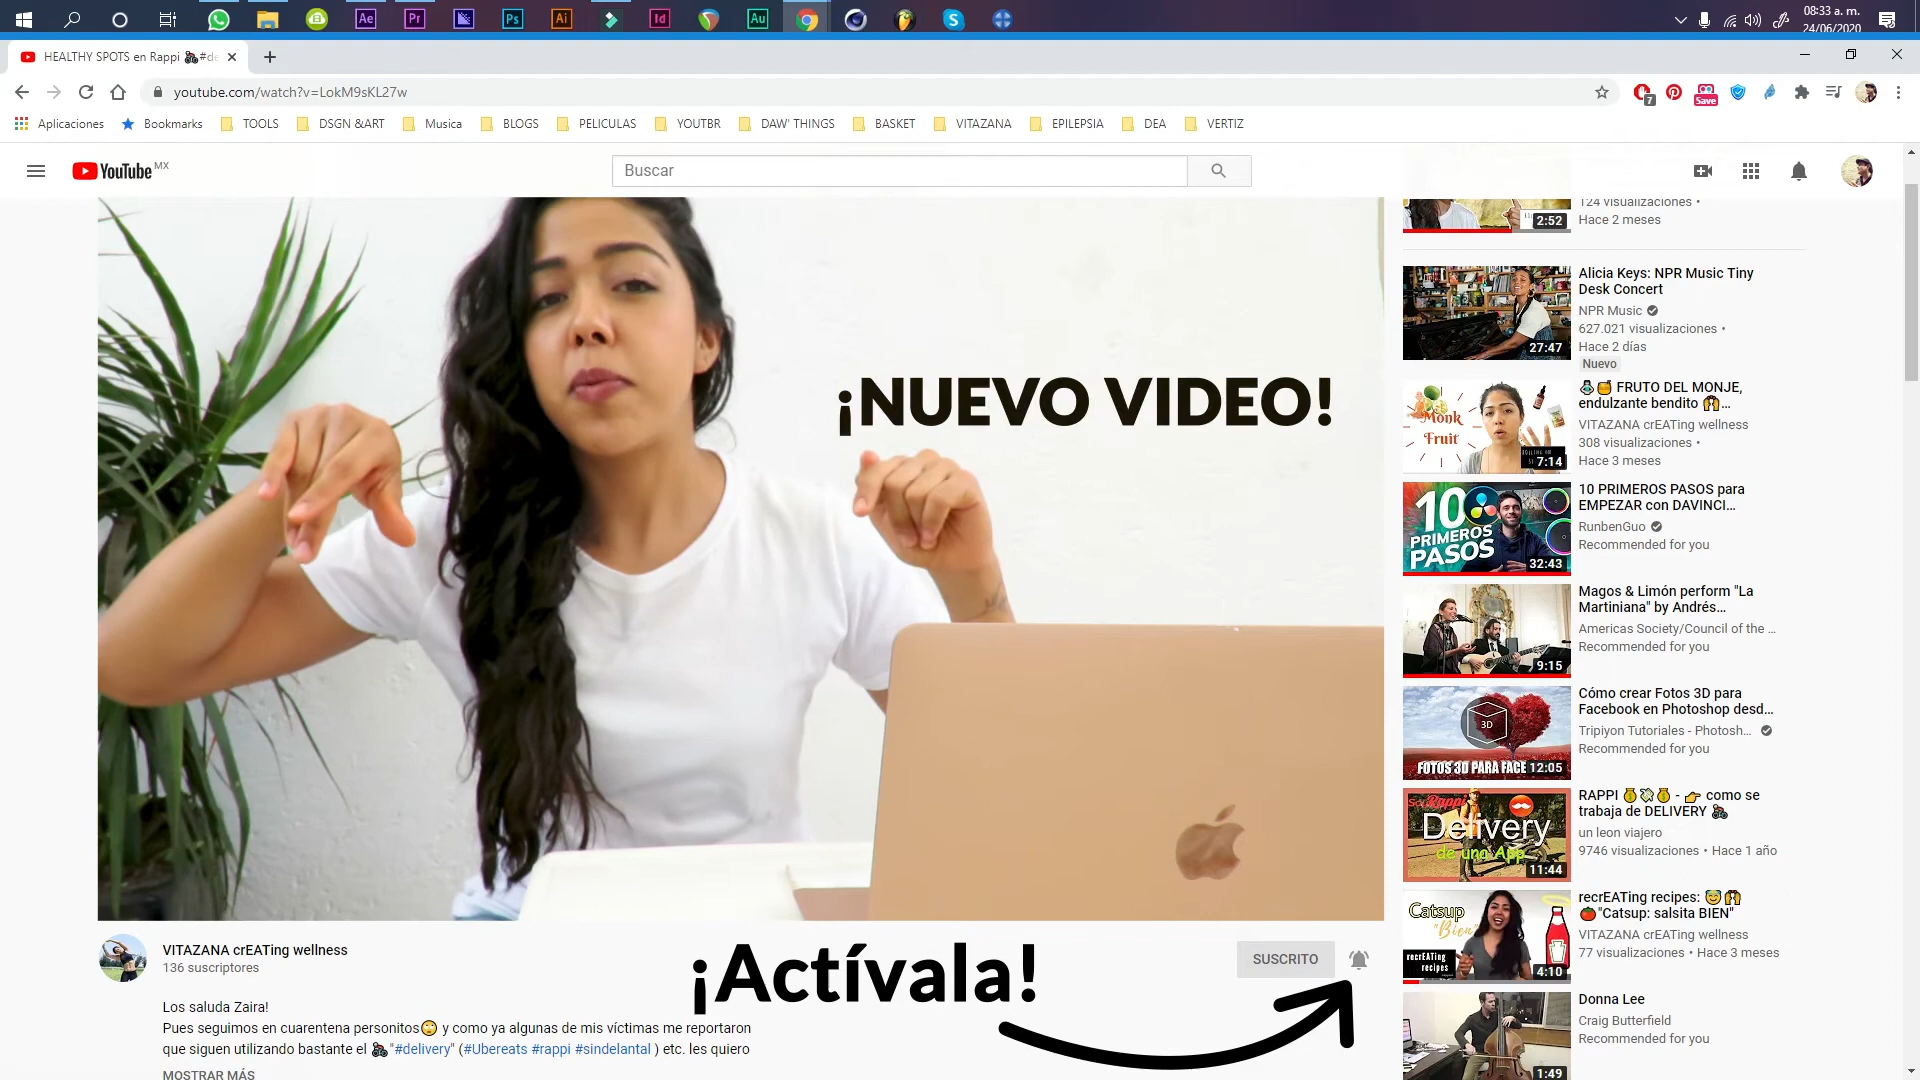 Ae
Pr
Ps
Ai
Id
Au
08:33 a. m.
24/06/2020
HEALTHY SPOTS en Rappi 🏍#de
youtube.com/watch?v=LokM9sKL27w
7
Save
Aplicaciones
Bookmarks
TOOLS
DSGN &ART
Musica
BLOGS
PELICULAS
YOUTBR
DAW' THINGS
BASKET
VITAZANA
EPILEPSIA
DEA
VERTIZ
YouTube MX
Buscar
¡NUEVO VIDEO!
VITAZANA crEATing wellness
136 suscriptores
¡Actívala!
SUSCRITO
Los saluda Zaira!
Pues seguimos en cuarentena personitos🙄 y como ya algunas de mis víctimas me reportaron
que siguen utilizando bastante el 🏍"#delivery" (#Ubereats #rappi #sindelantal ) etc. les quiero
MOSTRAR MÁS
2:52
124 visualizaciones •
Hace 2 meses
27:47
Alicia Keys: NPR Music Tiny
Desk Concert
NPR Music
627.021 visualizaciones •
Hace 2 días
Nuevo
Monk
Fruit
7:14
FRUTO DEL MONJE,
endulzante bendito 🙌...
VITAZANA crEATing wellness
308 visualizaciones •
Hace 3 meses
10
PRIMEROS
PASOS
32:43
10 PRIMEROS PASOS para
EMPEZAR con DAVINCI...
RunbenGuo
Recommended for you
9:15
Magos & Limón perform "La
Martiniana" by Andrés...
Americas Society/Council of the ...
Recommended for you
3D
FOTOS 3D PARA FACE
12:05
Cómo crear Fotos 3D para
Facebook en Photoshop desd...
Tripiyon Tutoriales - Photosh...
Recommended for you
Delivery
de una App
11:44
RAPPI 💰💸💰 - 👉 como se
trabaja de DELIVERY 🏍
un leon viajero
9746 visualizaciones • Hace 1 año
Catsup
"Bien"
recrEATing
recipes
4:10
recrEATing recipes: 😇🙌
🍅"Catsup: salsita BIEN"
VITAZANA crEATing wellness
77 visualizaciones • Hace 3 meses
1:49
Donna Lee
Craig Butterfield
Recommended for you